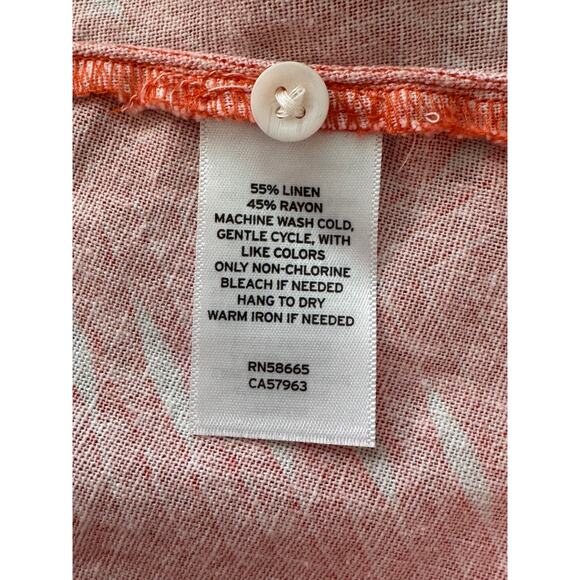 55% LINEN
45% RAYON
MACHINE WASH COLD,
GENTLE CYCLE, WITH
LIKE COLORS
ONLY NON-CHLORINE
BLEACH IF NEEDED
HANG TO DRY
WARM IRON IF NEEDED
RN58665
CA57963